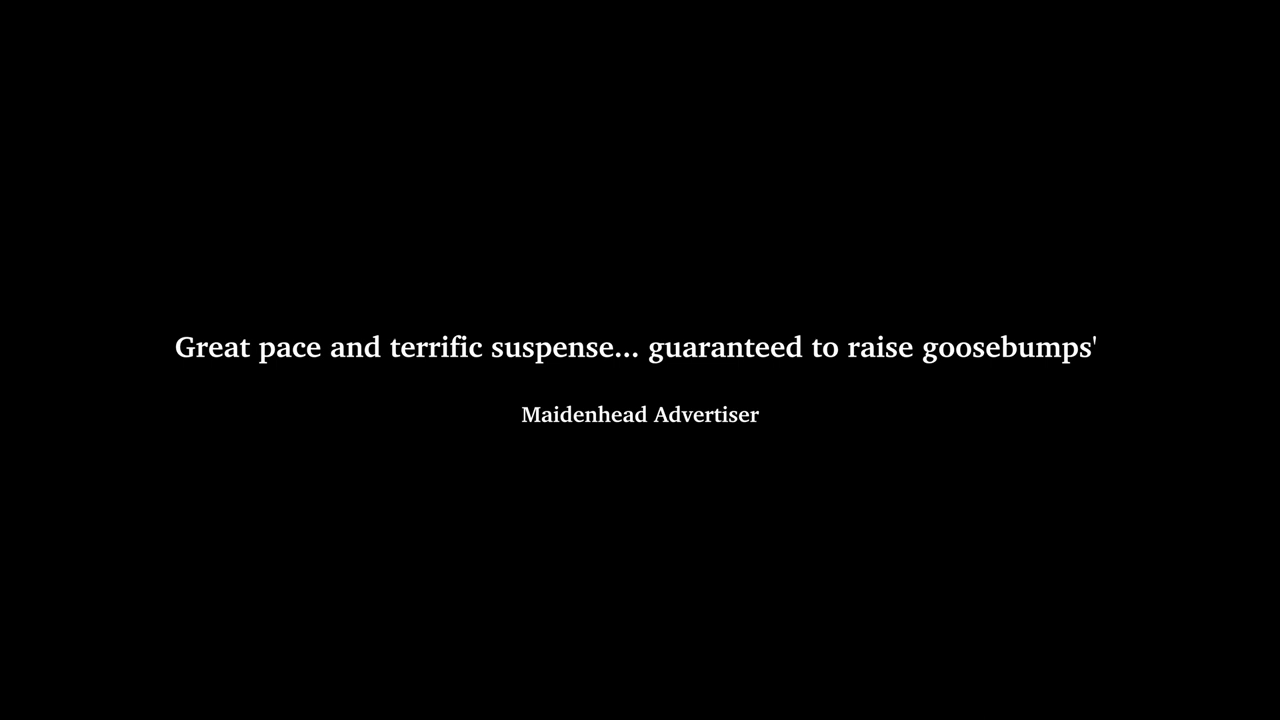 Great pace and terrific suspense... guaranteed to raise goosebumps'
Maidenhead Advertiser